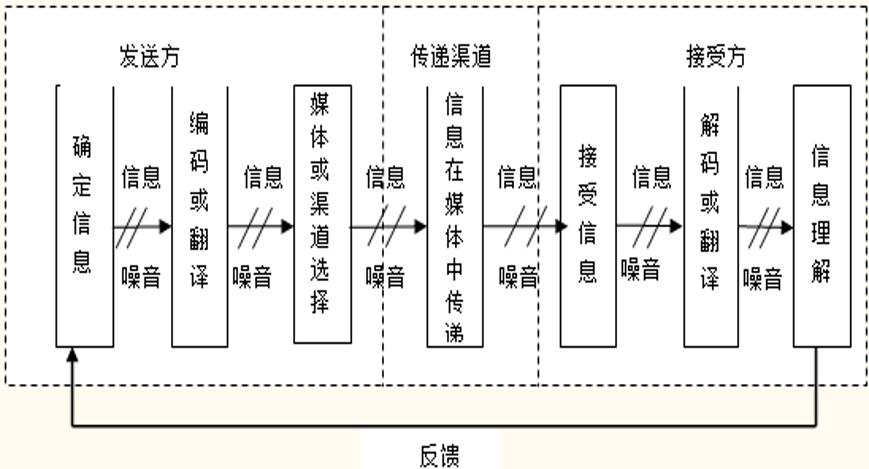 发送方
传递渠道
接受方
确定信息
编码或翻译
媒体或渠道选择
信息在媒体中传递
接受信息
解码或翻译
信息理解
信息
信息
信息
信息
信息
信息
噪音
噪音
噪音
噪音
噪音
噪音
反馈